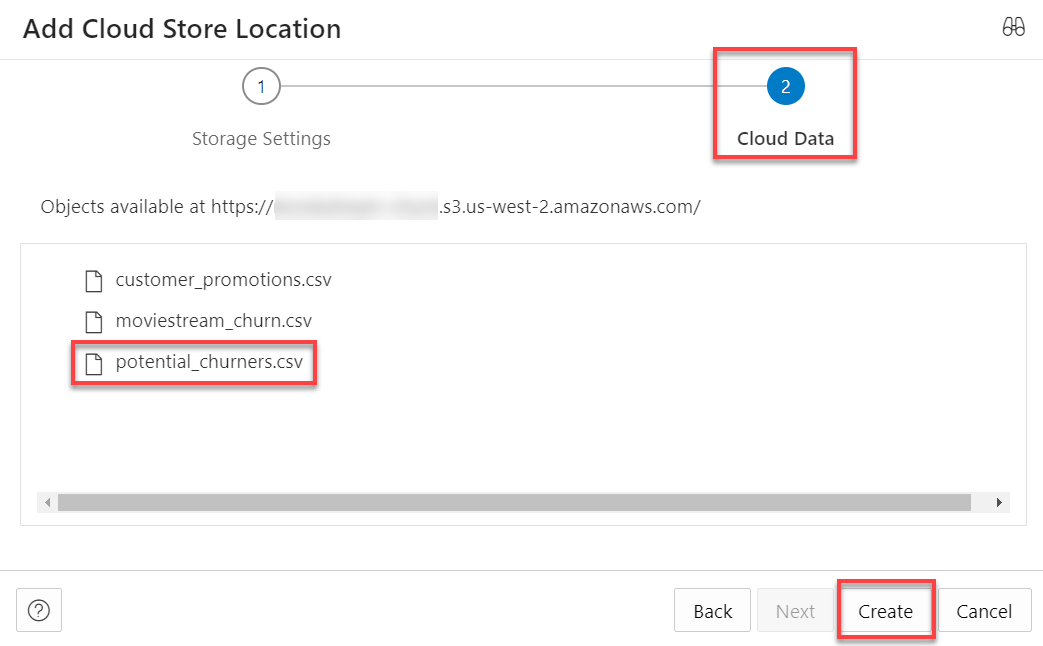 Add Cloud Store Location
1
2
Storage Settings
Cloud Data
Objects available at https:// .s3.us-west-2.amazonaws.com/
customer_promotions.csv
moviestream_churn.csv
potential_churners.csv
?
Back
Next
Create
Cancel